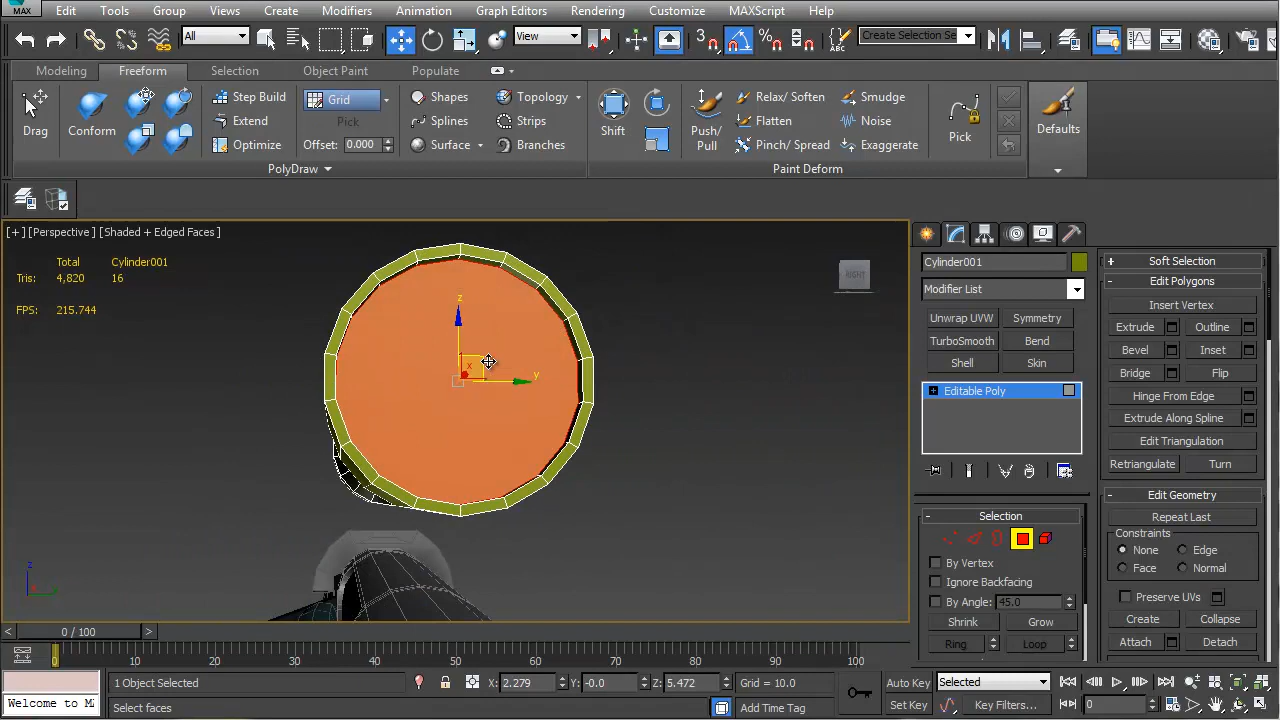 MAX Edit Tools Group Views Create Modifiers Animation Graph Editors Rendering Customize MAXScript Help
All View 3 Create Selection Se
ABC
Modeling Freeform Selection Object Paint Populate
Drag Conform Step Build Grid Shapes Topology Shift Push/ Relax/ Soften Smudge Pick Defaults
Extend Pick Splines Strips Pull Flatten Noise
Optimize Offset: 0.000 Surface Branches Pinch/ Spread Exaggerate
PolyDraw Paint Deform
[ + ] [Perspective ] [Shaded + Edged Faces ]
Total Cylinder001
Tris: 4,820 16
FPS: 215.744
RIGHT
z
x
y
z
Cylinder001
Modifier List
Unwrap UVW Symmetry
TurboSmooth Bend
Shell Skin
Editable Poly
Selection
By Vertex
Ignore Backfacing
By Angle: 45.0
Shrink Grow
Ring Loop
Soft Selection
Edit Polygons
Insert Vertex
Extrude Outline
Bevel Inset
Bridge Flip
Hinge From Edge
Extrude Along Spline
Edit Triangulation
Retriangulate Turn
Edit Geometry
Repeat Last
Constraints
None Edge
Face Normal
Preserve UVs
Create Collapse
Attach Detach
0 / 100
0 10 20 30 40 50 60 70 80 90 100
1 Object Selected X: 2.279 Y: -0.0 Z: 5.472 Grid = 10.0 Auto Key Selected
Welcome to M Select faces Add Time Tag Set Key Key Filters... 0